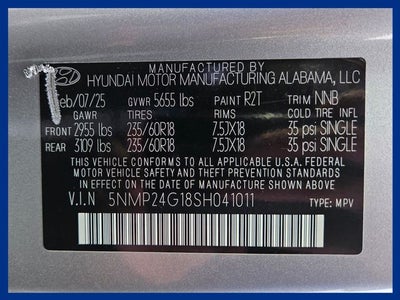 MANUFACTURED BY
HYUNDAI MOTOR MANUFACTURING ALABAMA, LLC
Feb/07/25 GVWR 5655 lbs PAINT R2T TRIM NNB
GAWR TIRES RIMS COLD TIRE INFL
FRONT 2955 lbs 235/60R18 7.5JX18 35 psi SINGLE
REAR 3109 lbs 235/60R18 7.5JX18 35 psi SINGLE
THIS VEHICLE CONFORMS TO ALL APPLICABLE U.S.A. FEDERAL
MOTOR VEHICLE SAFETY AND THEFT PREVENTION STANDARDS
IN EFFECT ON THE DATE OF MANUFACTURE SHOWN ABOVE.
V.I.N 5NMP24G18SH041011
TYPE: MPV